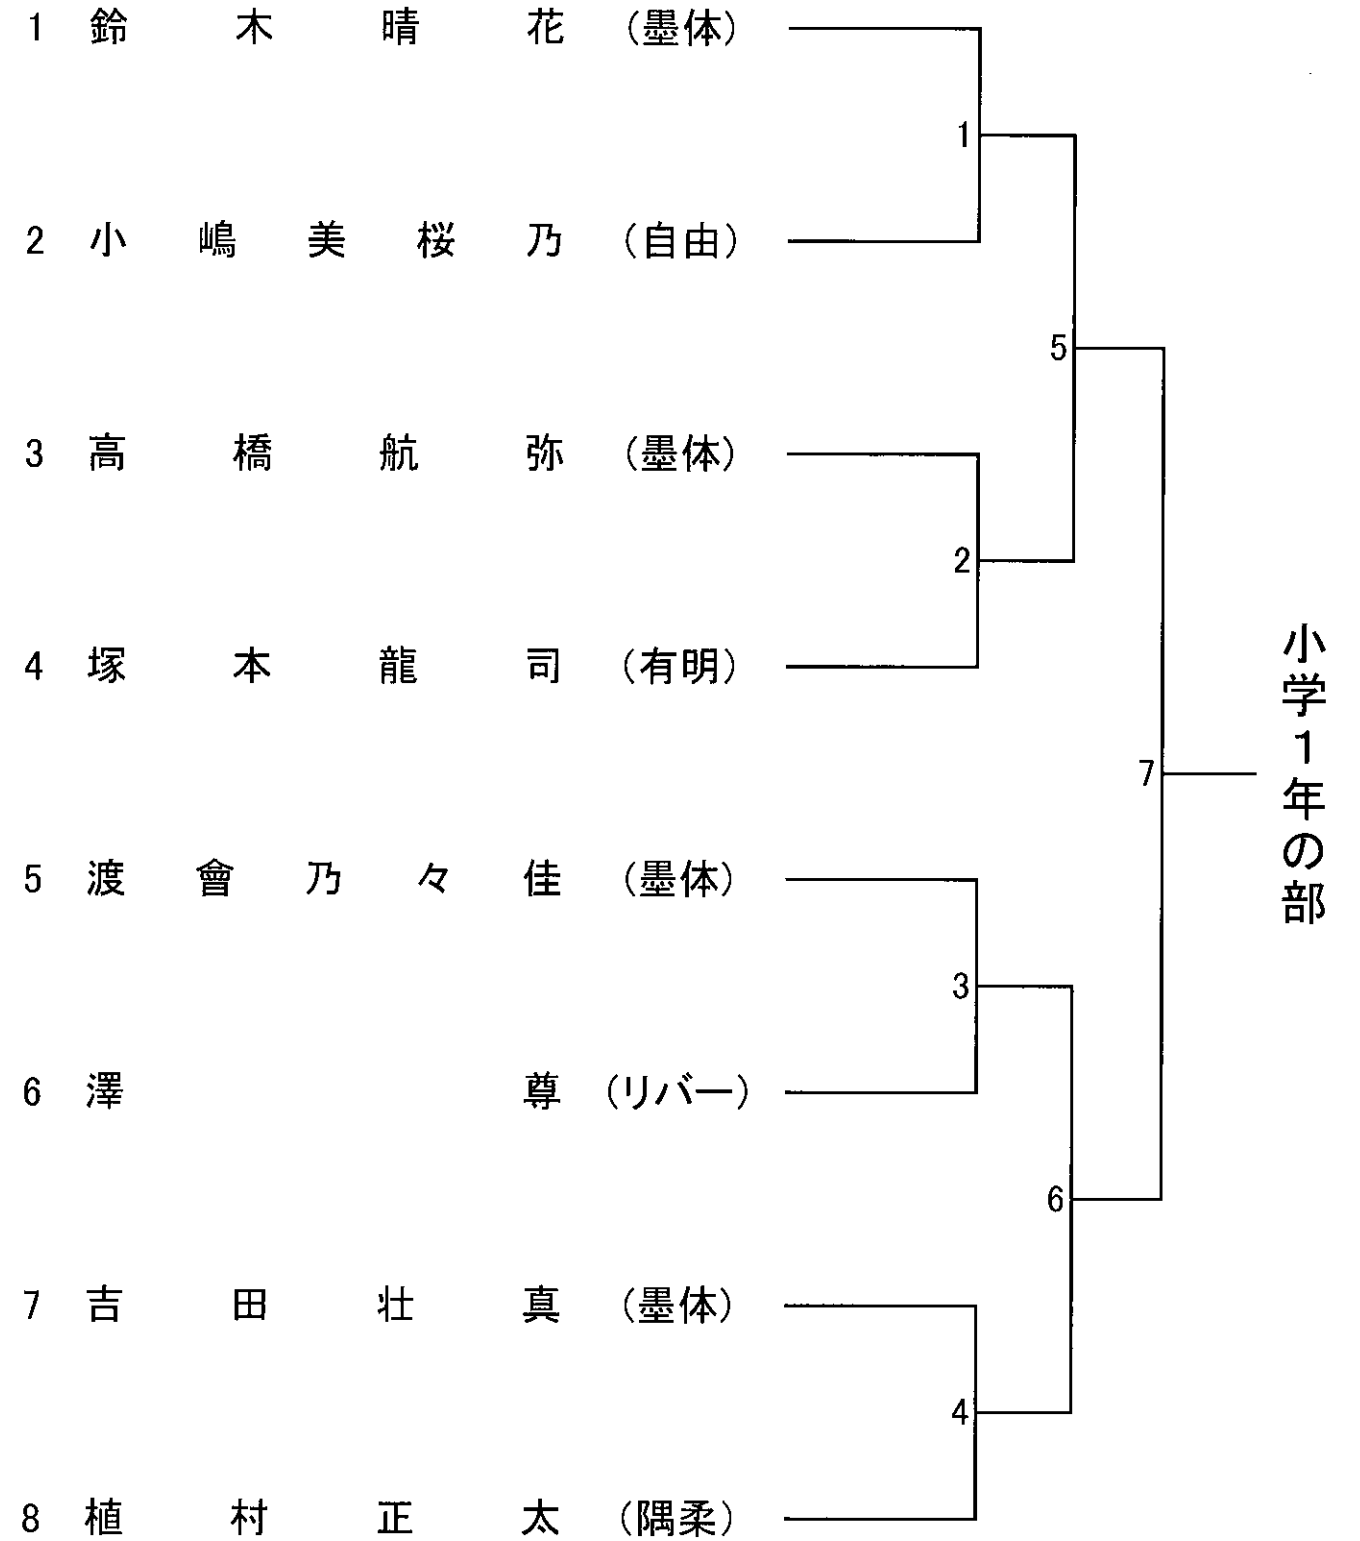 1 鈴木晴花 (墨体)
1
2 小嶋美桜乃 (自由)
5
3 高橋航弥 (墨体)
2
4 塚本龍司 (有明)
7
小学1年の部
5 渡會乃々佳 (墨体)
3
6 澤尊 (リバー)
6
7 吉田壮真 (墨体)
4
8 植村正太 (隅柔)